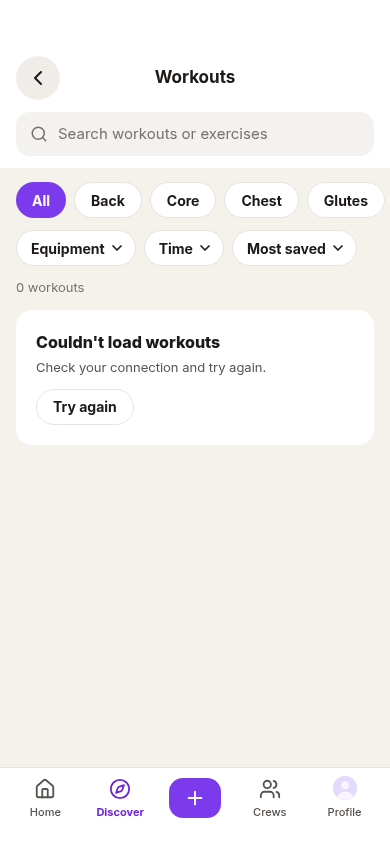 Workouts
Search workouts or exercises
All Back Core Chest Glutes
Equipment Time Most saved
0 workouts
Couldn't load workouts
Check your connection and try again.
Try again
Home Discover Crews Profile